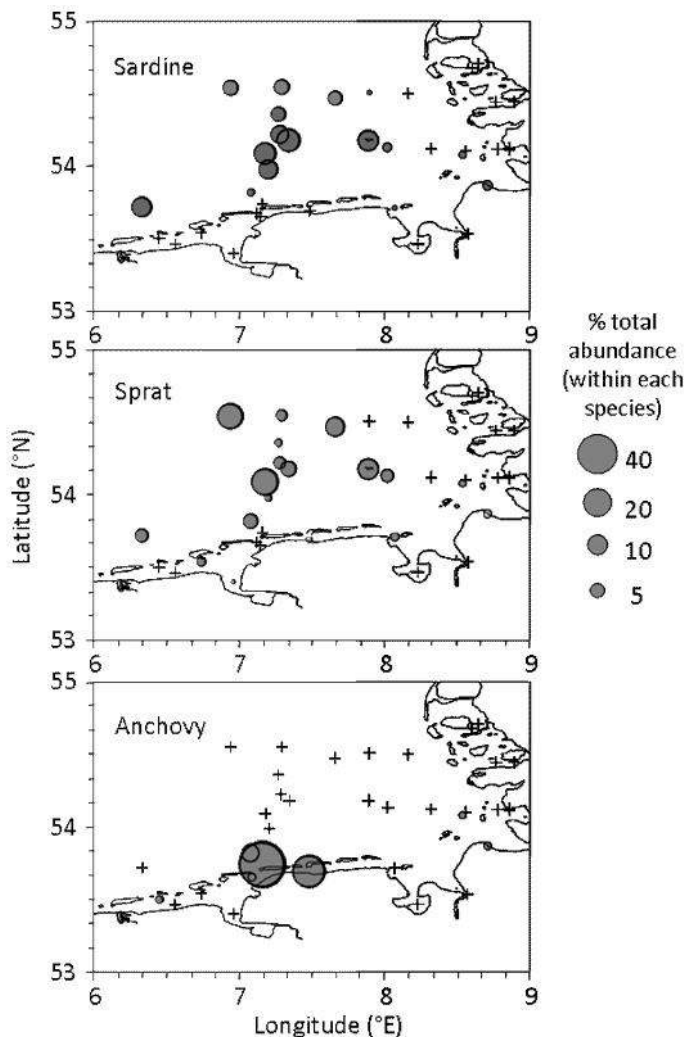 55
Sardine
54
53
6 7 8 9
55
Sprat
54
53
6 7 8 9
55
Anchovy
54
53
6 7 8 9
Latitude (°N)
Longitude (°E)
% total
abundance
(within each
species)
40
20
10
5